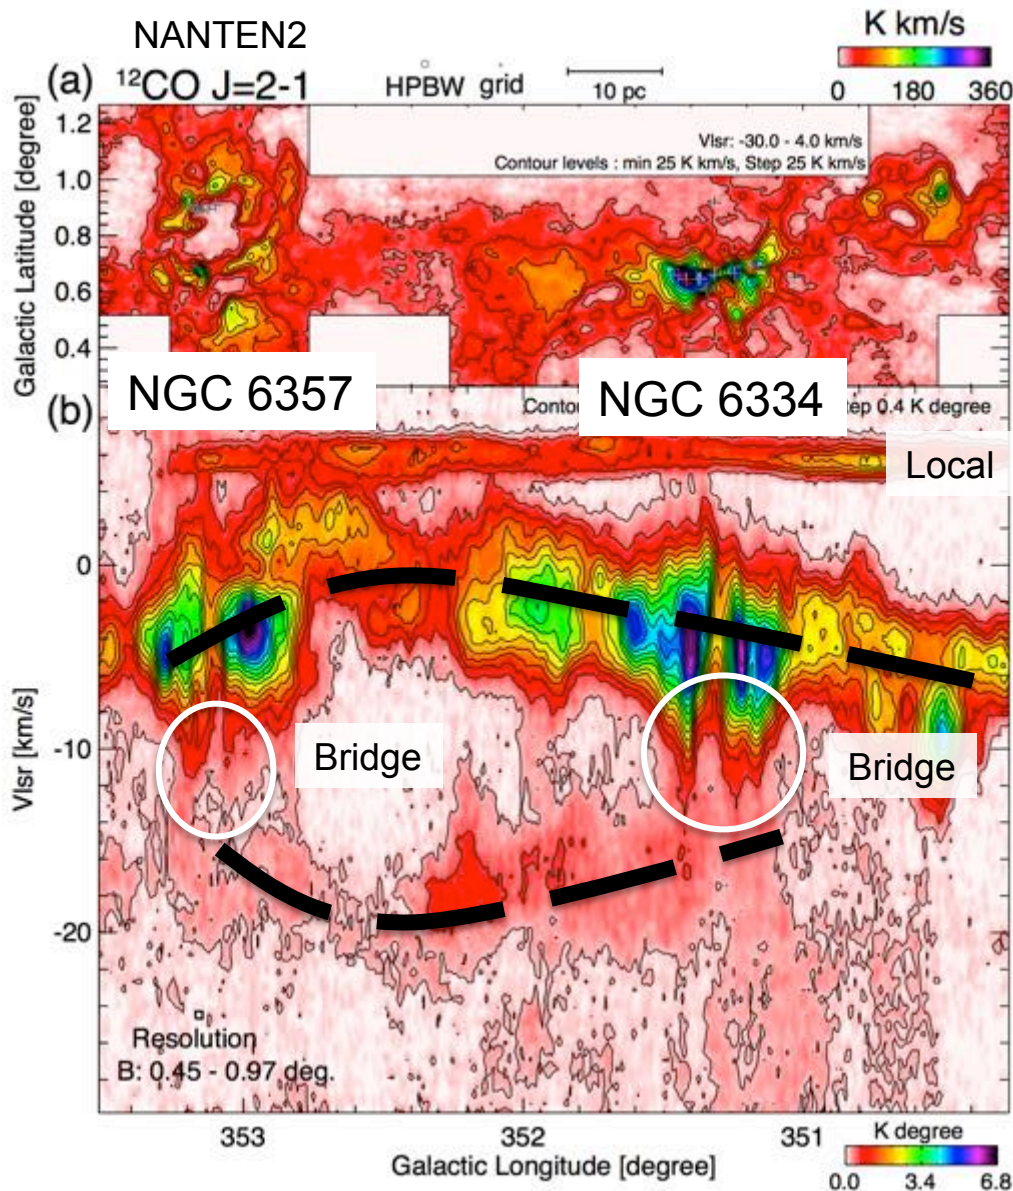 NANTEN2
K km/s
(a) ¹²CO J=2-1
HPBW grid
10 pc
0 180 360
Vlsr: -30.0 - 4.0 km/s
Contour levels : min 25 K km/s, Step 25 K km/s
Galactic Latitude [degree]
1.2
1.0
0.8
0.6
0.4
NGC 6357
NGC 6334
(b)
Step 0.4 K degree
Local
Vlsr [km/s]
0
-10
-20
Bridge
Bridge
Resolution
B: 0.45 - 0.97 deg.
353 352 351
Galactic Longitude [degree]
K degree
0.0 3.4 6.8